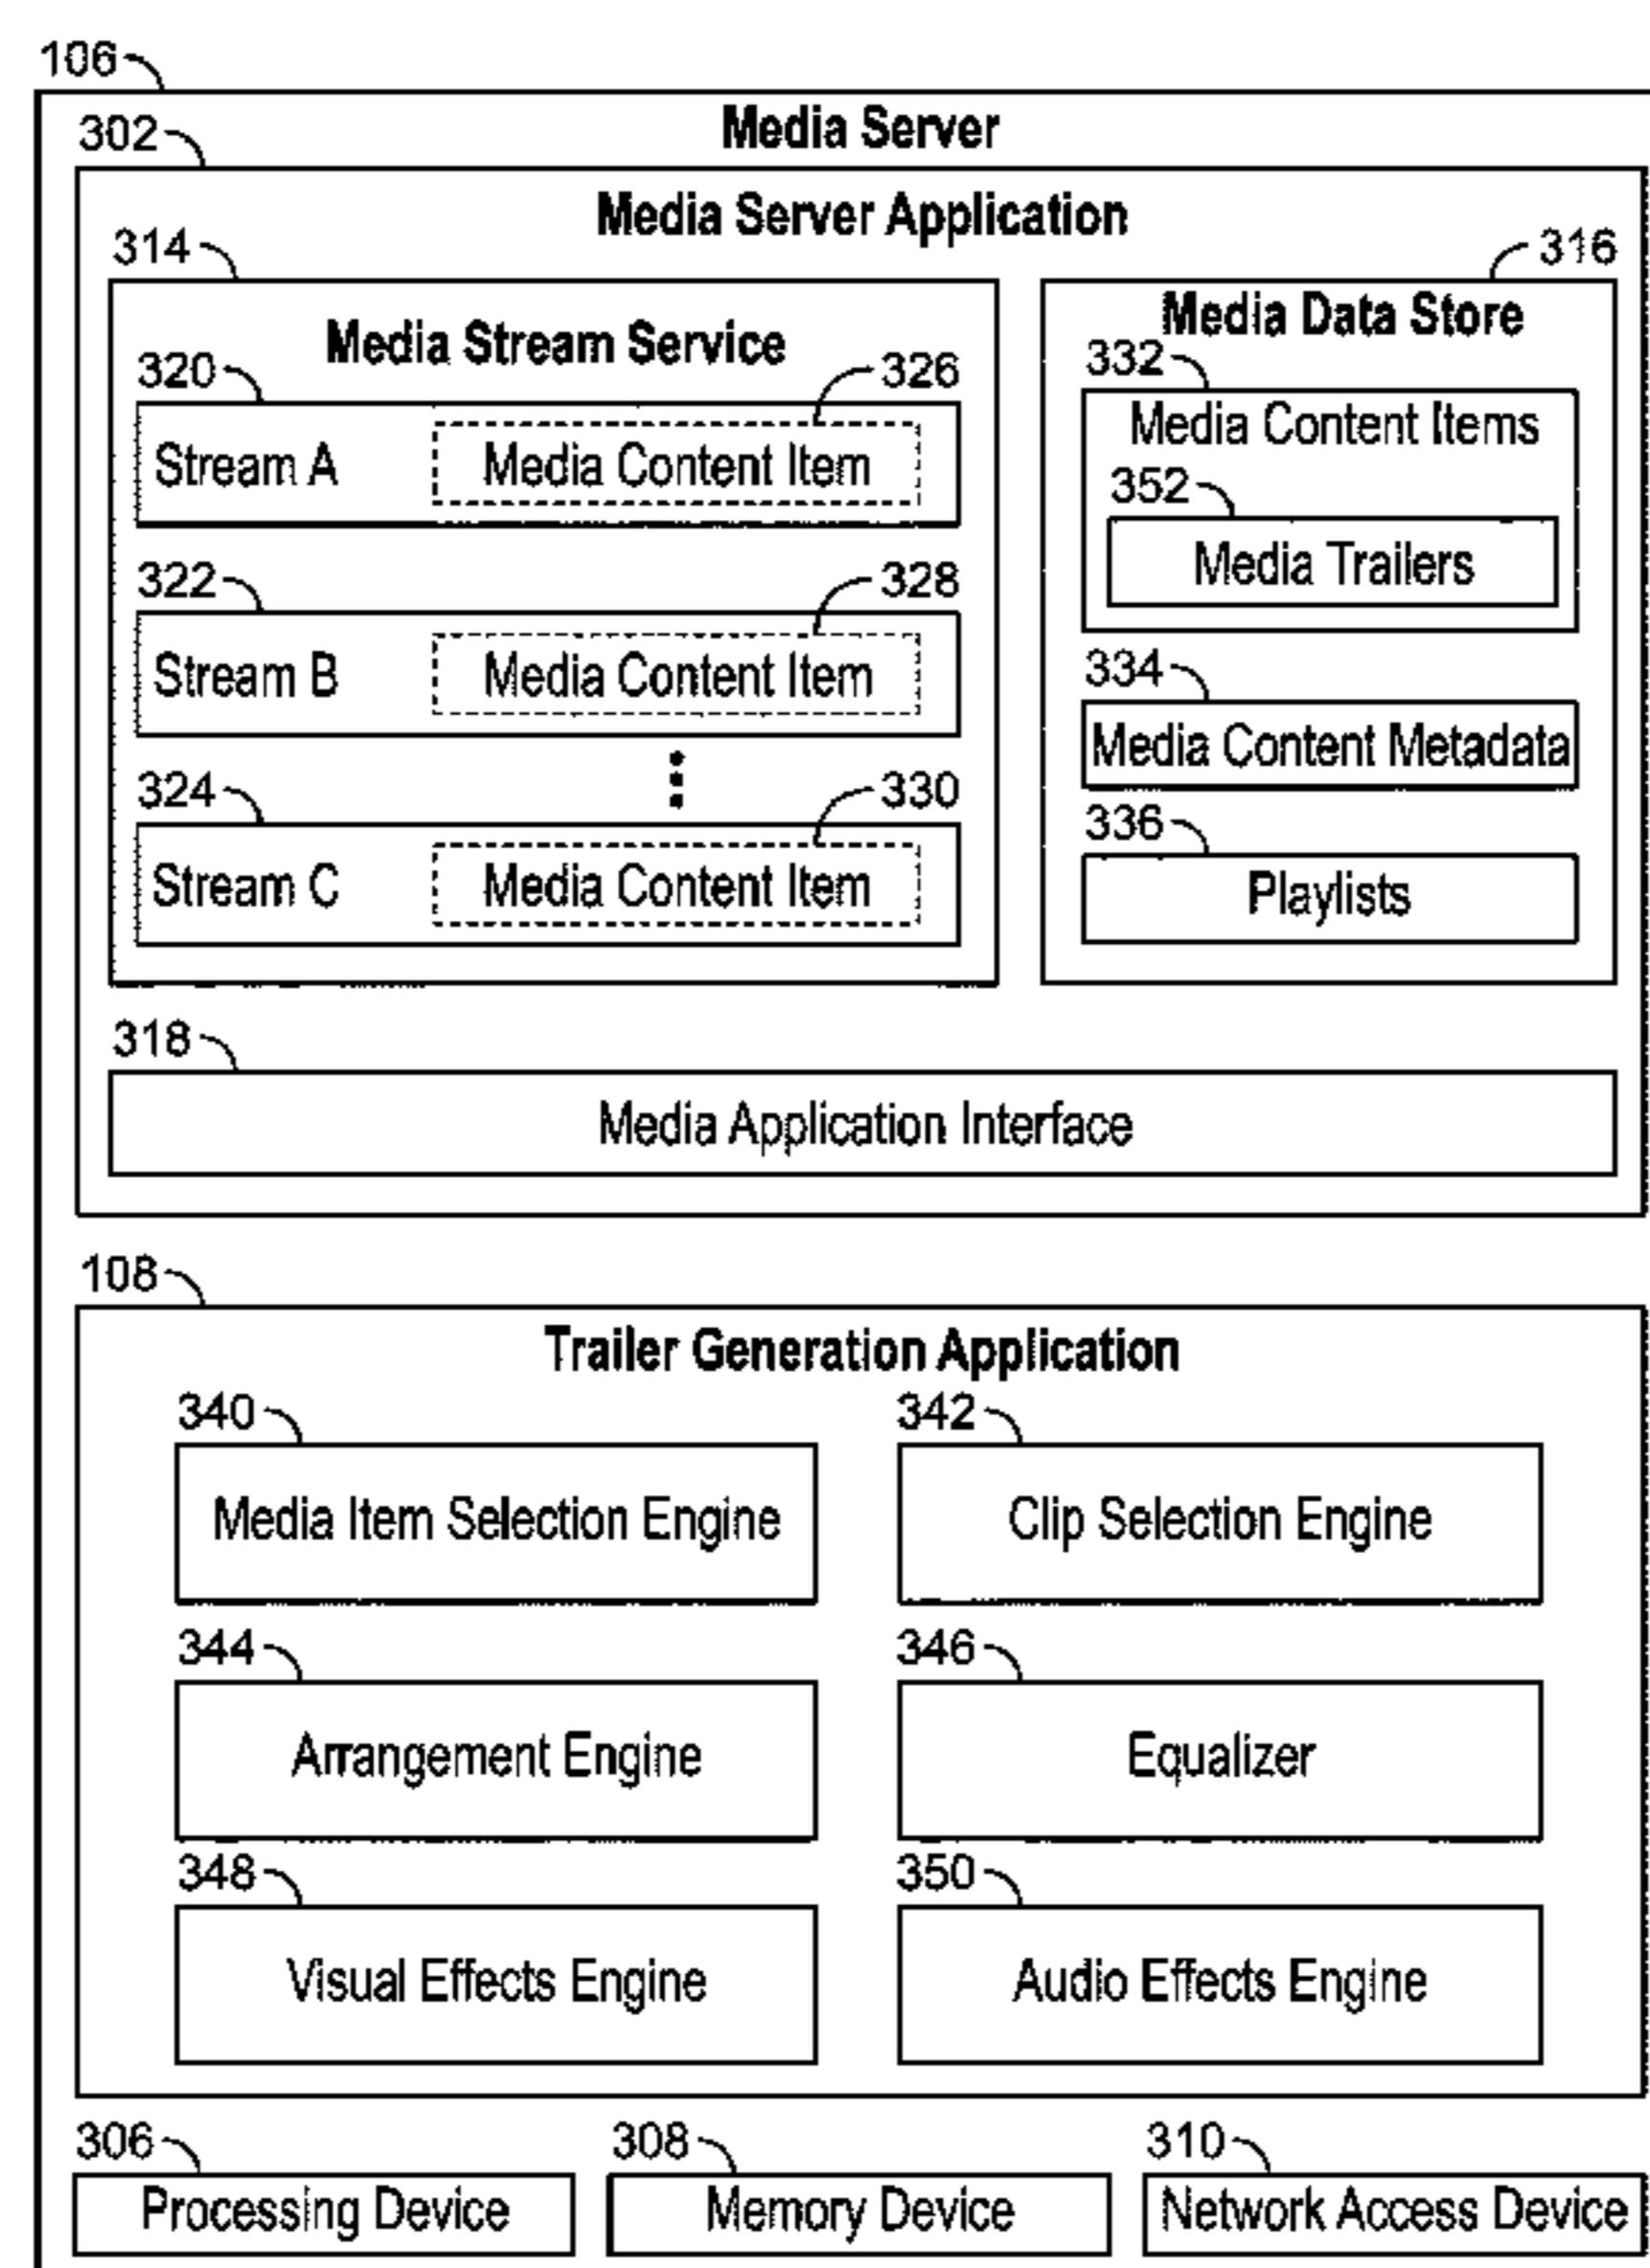 106
Media Server
302
Media Server Application
314
316
Media Stream Service
Media Data Store
320
326
Stream A
Media Content Item
322
328
Stream B
Media Content Item
324
330
Stream C
Media Content Item
332
Media Content Items
352
Media Trailers
334
Media Content Metadata
336
Playlists
318
Media Application Interface
108
Trailer Generation Application
340
342
Media Item Selection Engine
Clip Selection Engine
344
346
Arrangement Engine
Equalizer
348
350
Visual Effects Engine
Audio Effects Engine
306
308
310
Processing Device
Memory Device
Network Access Device